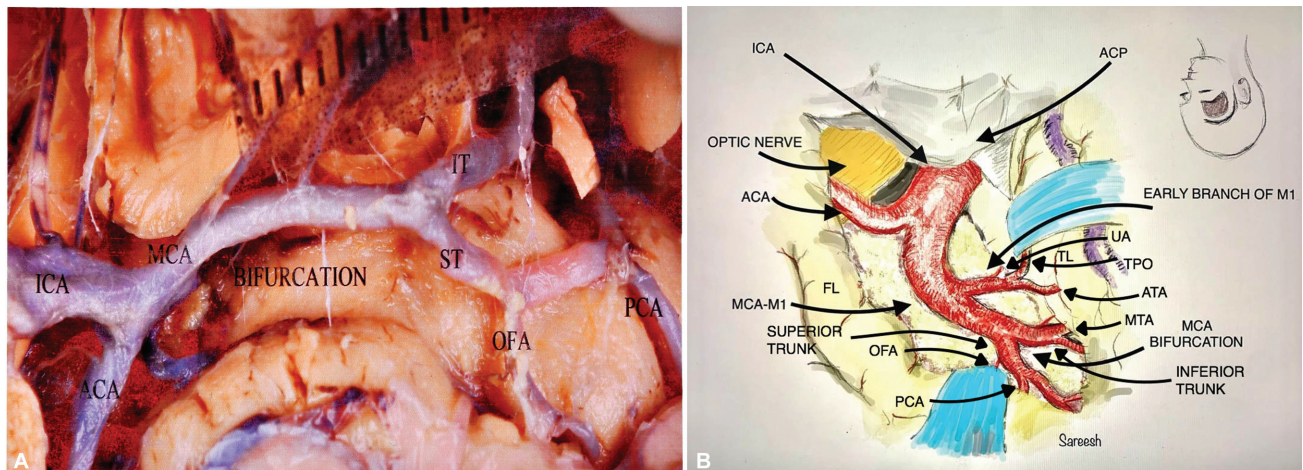 IT
MCA
BIFURCATION
ST
ICA
PCA
OFA
ACA
A
ICA
ACP
OPTIC NERVE
ACA
EARLY BRANCH OF M1
UA
TL
TPO
FL
ATA
MCA-M1
MTA
SUPERIOR
TRUNK
OFA
MCA
BIFURCATION
INFERIOR
TRUNK
PCA
Sareesh
B